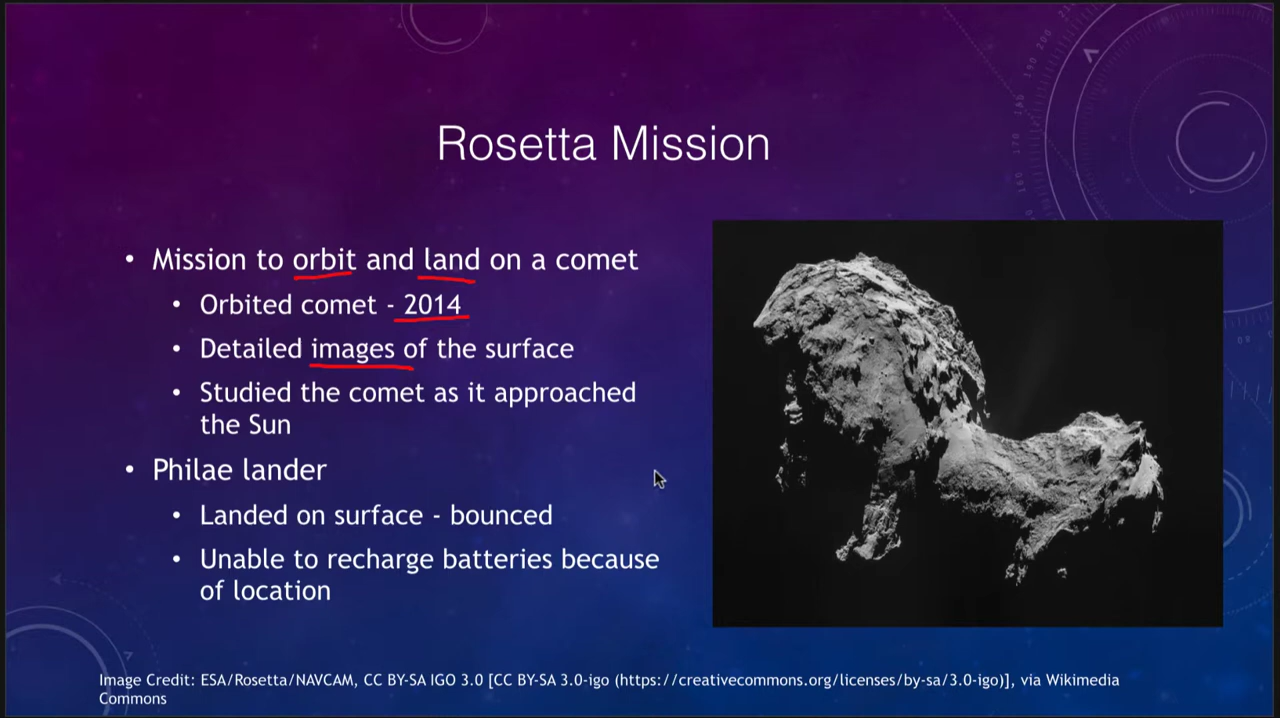 Rosetta Mission
• Mission to orbit and land on a comet
• Orbited comet - 2014
• Detailed images of the surface
• Studied the comet as it approached
the Sun
• Philae lander
• Landed on surface - bounced
• Unable to recharge batteries because
of location
Image Credit: ESA/Rosetta/NAVCAM, CC BY-SA IGO 3.0 [CC BY-SA 3.0-igo (https://creativecommons.org/licenses/by-sa/3.0-igo)], via Wikimedia
Commons